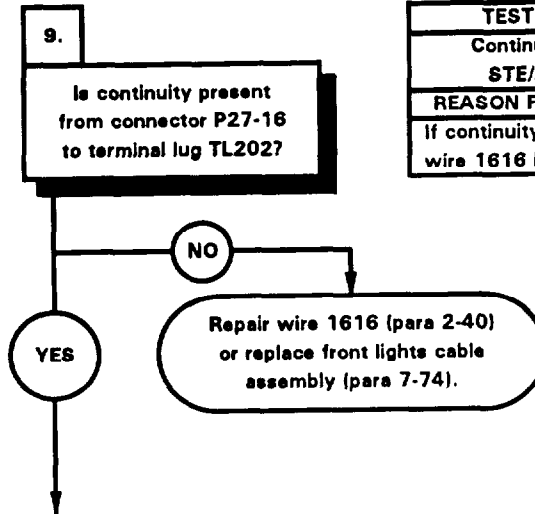 9.
Is continuity present
from connector P27-16
to terminal lug TL202?
NO
Repair wire 1616 (para 2-40)
or replace front lights cable
assembly (para 7-74).
YES
TEST
Continu
STE/
REASON F
If continuity
wire 1616 i